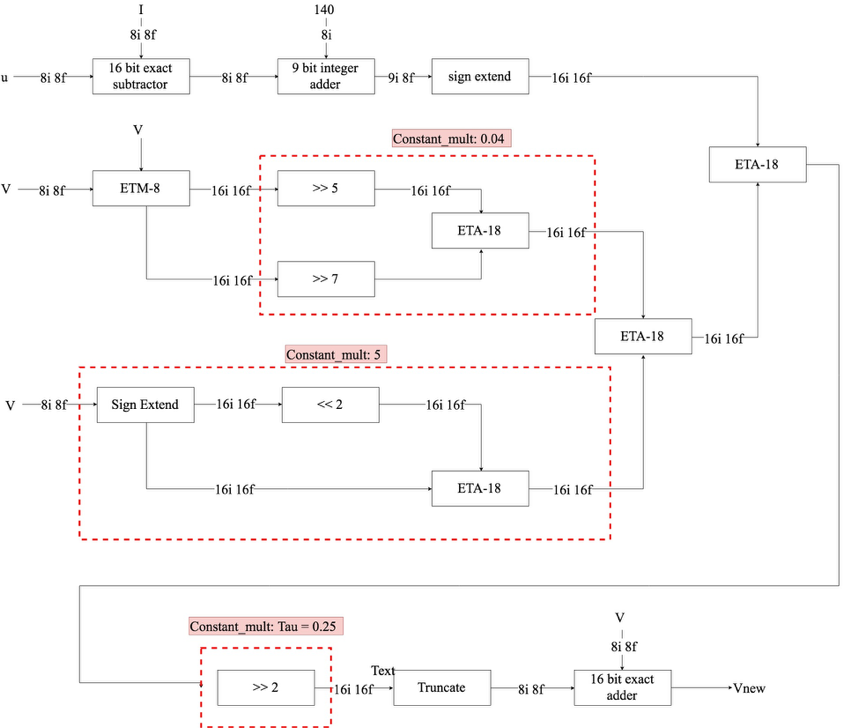 I
140
8i 8f
8i
u
8i 8f
16 bit exact
subtractor
8i 8f
9 bit integer
adder
9i 8f
sign extend
16i 16f
V
Constant_mult: 0.04
ETA-18
V
8i 8f
ETM-8
16i 16f
>> 5
16i 16f
ETA-18
16i 16f
16i 16f
>> 7
ETA-18
16i 16f
Constant_mult: 5
V
8i 8f
Sign Extend
16i 16f
<< 2
16i 16f
16i 16f
ETA-18
16i 16f
Constant_mult: Tau = 0.25
V
8i 8f
Text
>> 2
16i 16f
Truncate
8i 8f
16 bit exact
adder
Vnew